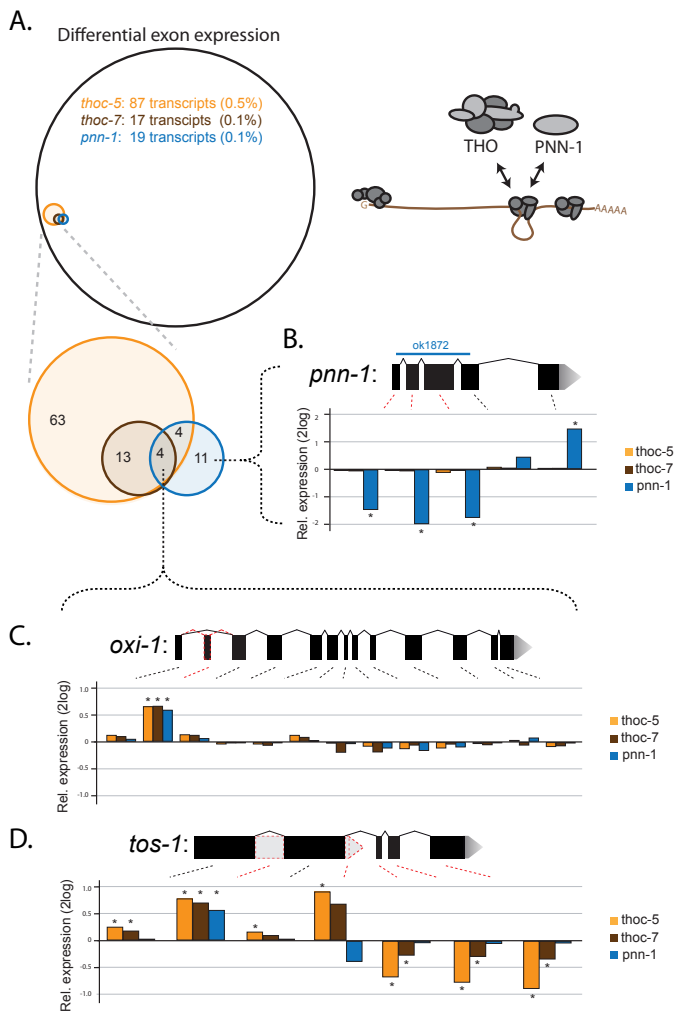 A.
Differential exon expression
thoc-5: 87 transcripts (0.5%)
thoc-7: 17 transcripts (0.1%)
pnn-1: 19 transcripts (0.1%)
THO
PNN-1
G
AAAAA
63
13
4
4
11
B.
ok1872
pnn-1:
Rel. expression (2log)
2
1
0
-1
-2
*
*
*
*
thoc-5
thoc-7
pnn-1
C.
oxi-1:
Rel. expression (2log)
1.0
0.5
0
-0.5
-1.0
* * *
thoc-5
thoc-7
pnn-1
D.
tos-1:
Rel. expression (2log)
1.0
0.5
0
-0.5
-1.0
* *
* * *
*
*
* *
* *
* *
thoc-5
thoc-7
pnn-1